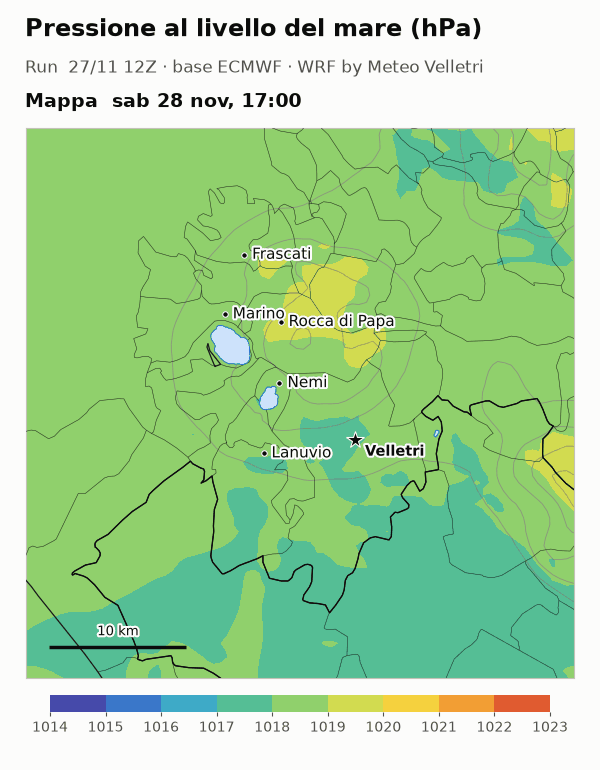 Pressione al livello del mare (hPa)
Run  27/11 12Z · base ECMWF · WRF by Meteo Velletri
Mappa  sab 28 nov, 17:00
Frascati
Marino
Rocca di Papa
Nemi
Velletri
Lanuvio
10 km
1014 1015 1016 1017 1018 1019 1020 1021 1022 1023